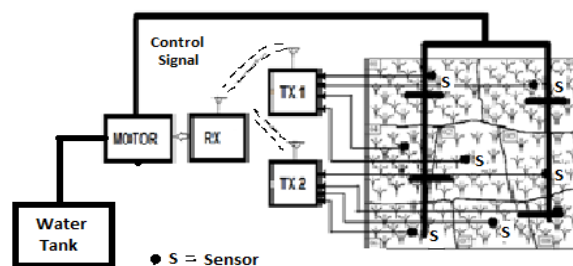 Control
Signal
TX 1
S
S
MOTOR
RX
S
TX 2
S
S
S
Water
Tank
S = Sensor